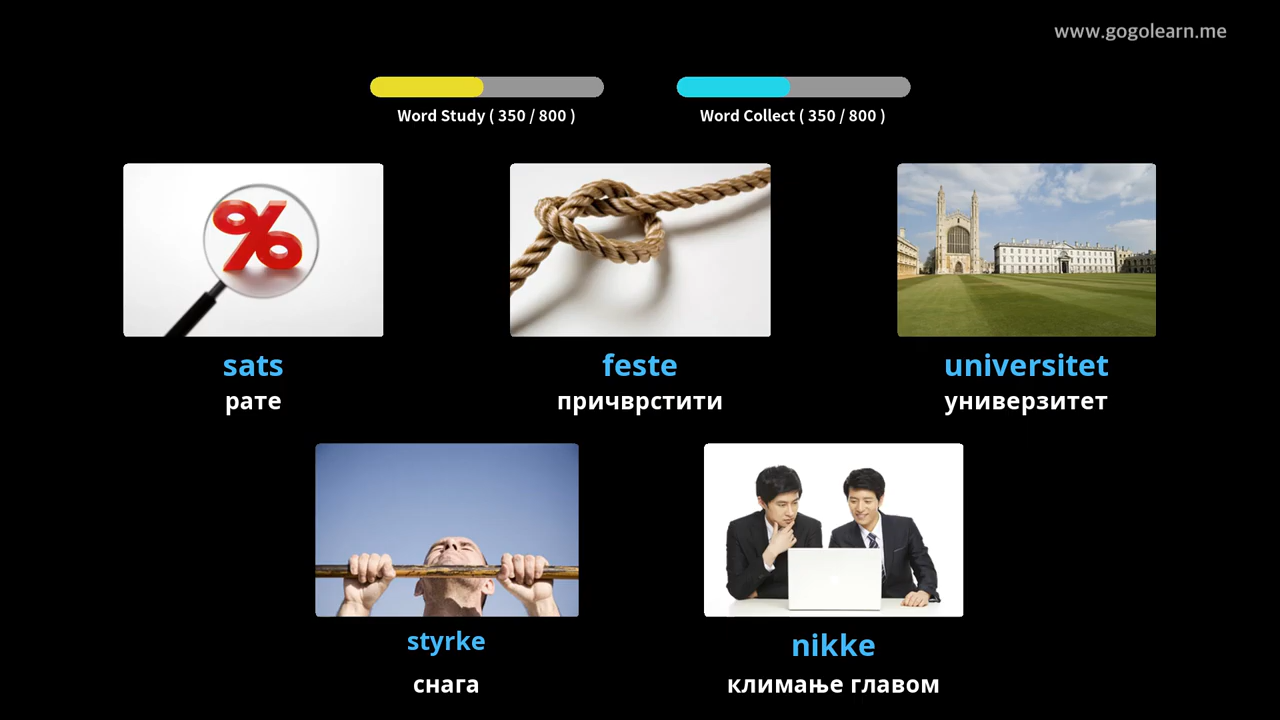 www.gogolearn.me
Word Study ( 350 / 800 )
Word Collect ( 350 / 800 )
%
sats
рате
feste
причврстити
universitet
универзитет
styrke
снага
nikke
климање главом